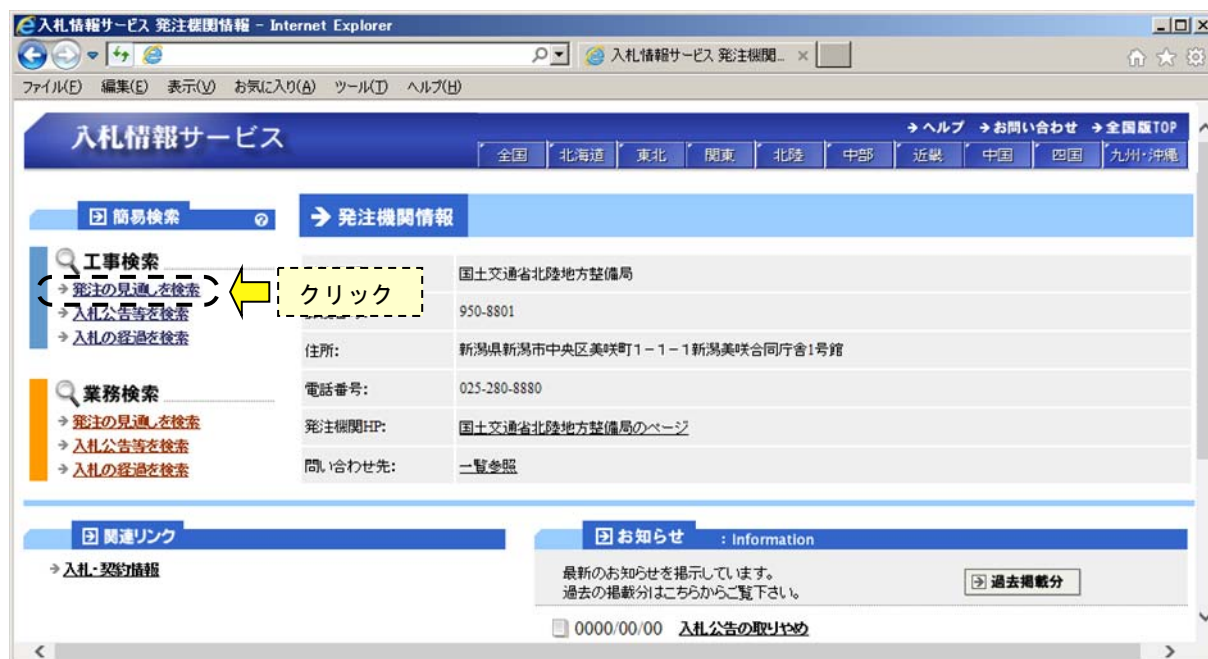 入札情報サービス 発注機関情報 - Internet Explorer
入札情報サービス 発注機関...
ファイル(F) 編集(E) 表示(V) お気に入り(A) ツール(T) ヘルプ(H)
入札情報サービス
ヘルプ お問い合わせ 全国版TOP
全国 北海道 東北 関東 北陸 中部 近畿 中国 四国 九州・沖縄
簡易検索
発注機関情報
工事検索
発注の見通しを検索
入札公告等を検索
入札の経過を検索
クリック
業務検索
発注の見通しを検索
入札公告等を検索
入札の経過を検索
国土交通省北陸地方整備局
950-8801
住所: 新潟県新潟市中央区美咲町1-1-1新潟美咲合同庁舎1号館
電話番号: 025-280-8880
発注機関HP: 国土交通省北陸地方整備局のページ
問い合わせ先: 一覧参照
関連リンク
入札・契約情報
お知らせ : Information
最新のお知らせを掲示しています。
過去の掲載分はこちらからご覧下さい。
過去掲載分
0000/00/00 入札公告の取りやめ